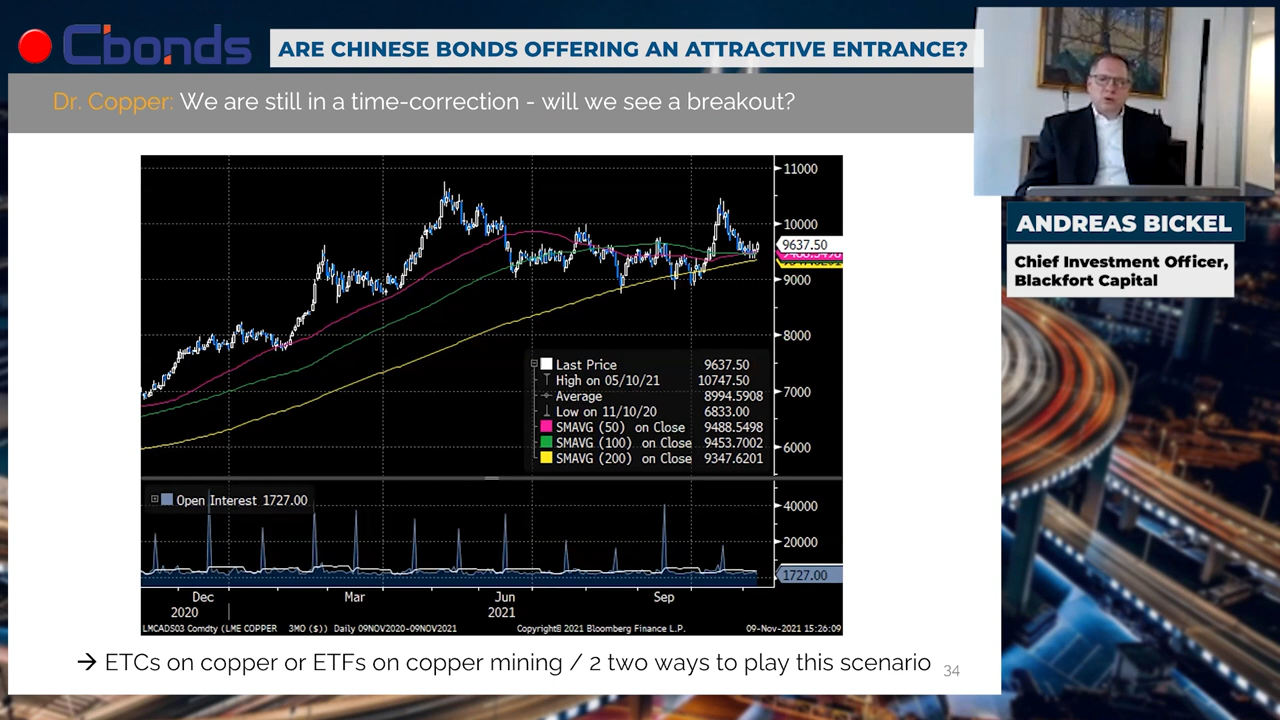 Cbonds
ARE CHINESE BONDS OFFERING AN ATTRACTIVE ENTRANCE?
Dr. Copper: We are still in a time-correction - will we see a breakout?
11000
10000
9637.50
9000
8000
7000
6000
Last Price 9637.50
High on 05/10/21 10747.50
Average 8994.5908
Low on 11/10/20 6833.00
SMAVG (50) on Close 9488.5498
SMAVG (100) on Close 9453.7002
SMAVG (200) on Close 9347.6201
Open Interest 1727.00
40000
20000
1727.00
Dec Mar Jun Sep
2020 2021
LMCADS03 Comdty (LME COPPER 3MO ($)) Daily 09NOV2020-09NOV2021 Copyright© 2021 Bloomberg Finance L.P. 09-Nov-2021 15:26:09
→ ETCs on copper or ETFs on copper mining / 2 two ways to play this scenario
34
ANDREAS BICKEL
Chief Investment Officer,
Blackfort Capital